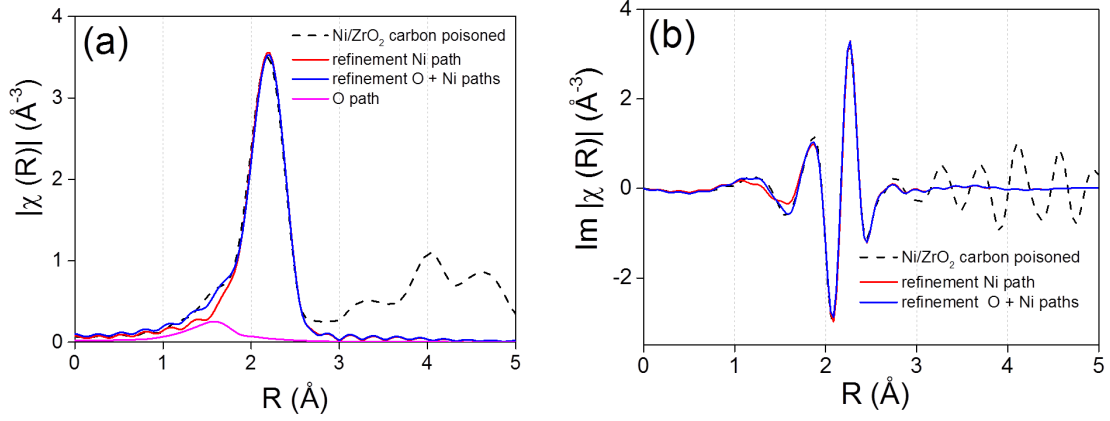 (a)
Ni/ZrO₂ carbon poisoned
refinement Ni path
refinement O + Ni paths
O path
|χ (R)| (Å⁻³)
4
3
2
1
0
0 1 2 3 4 5
R (Å)
(b)
Im |χ (R)| (Å⁻³)
4
2
0
-2
Ni/ZrO₂ carbon poisoned
refinement Ni path
refinement O + Ni paths
0 1 2 3 4 5
R (Å)